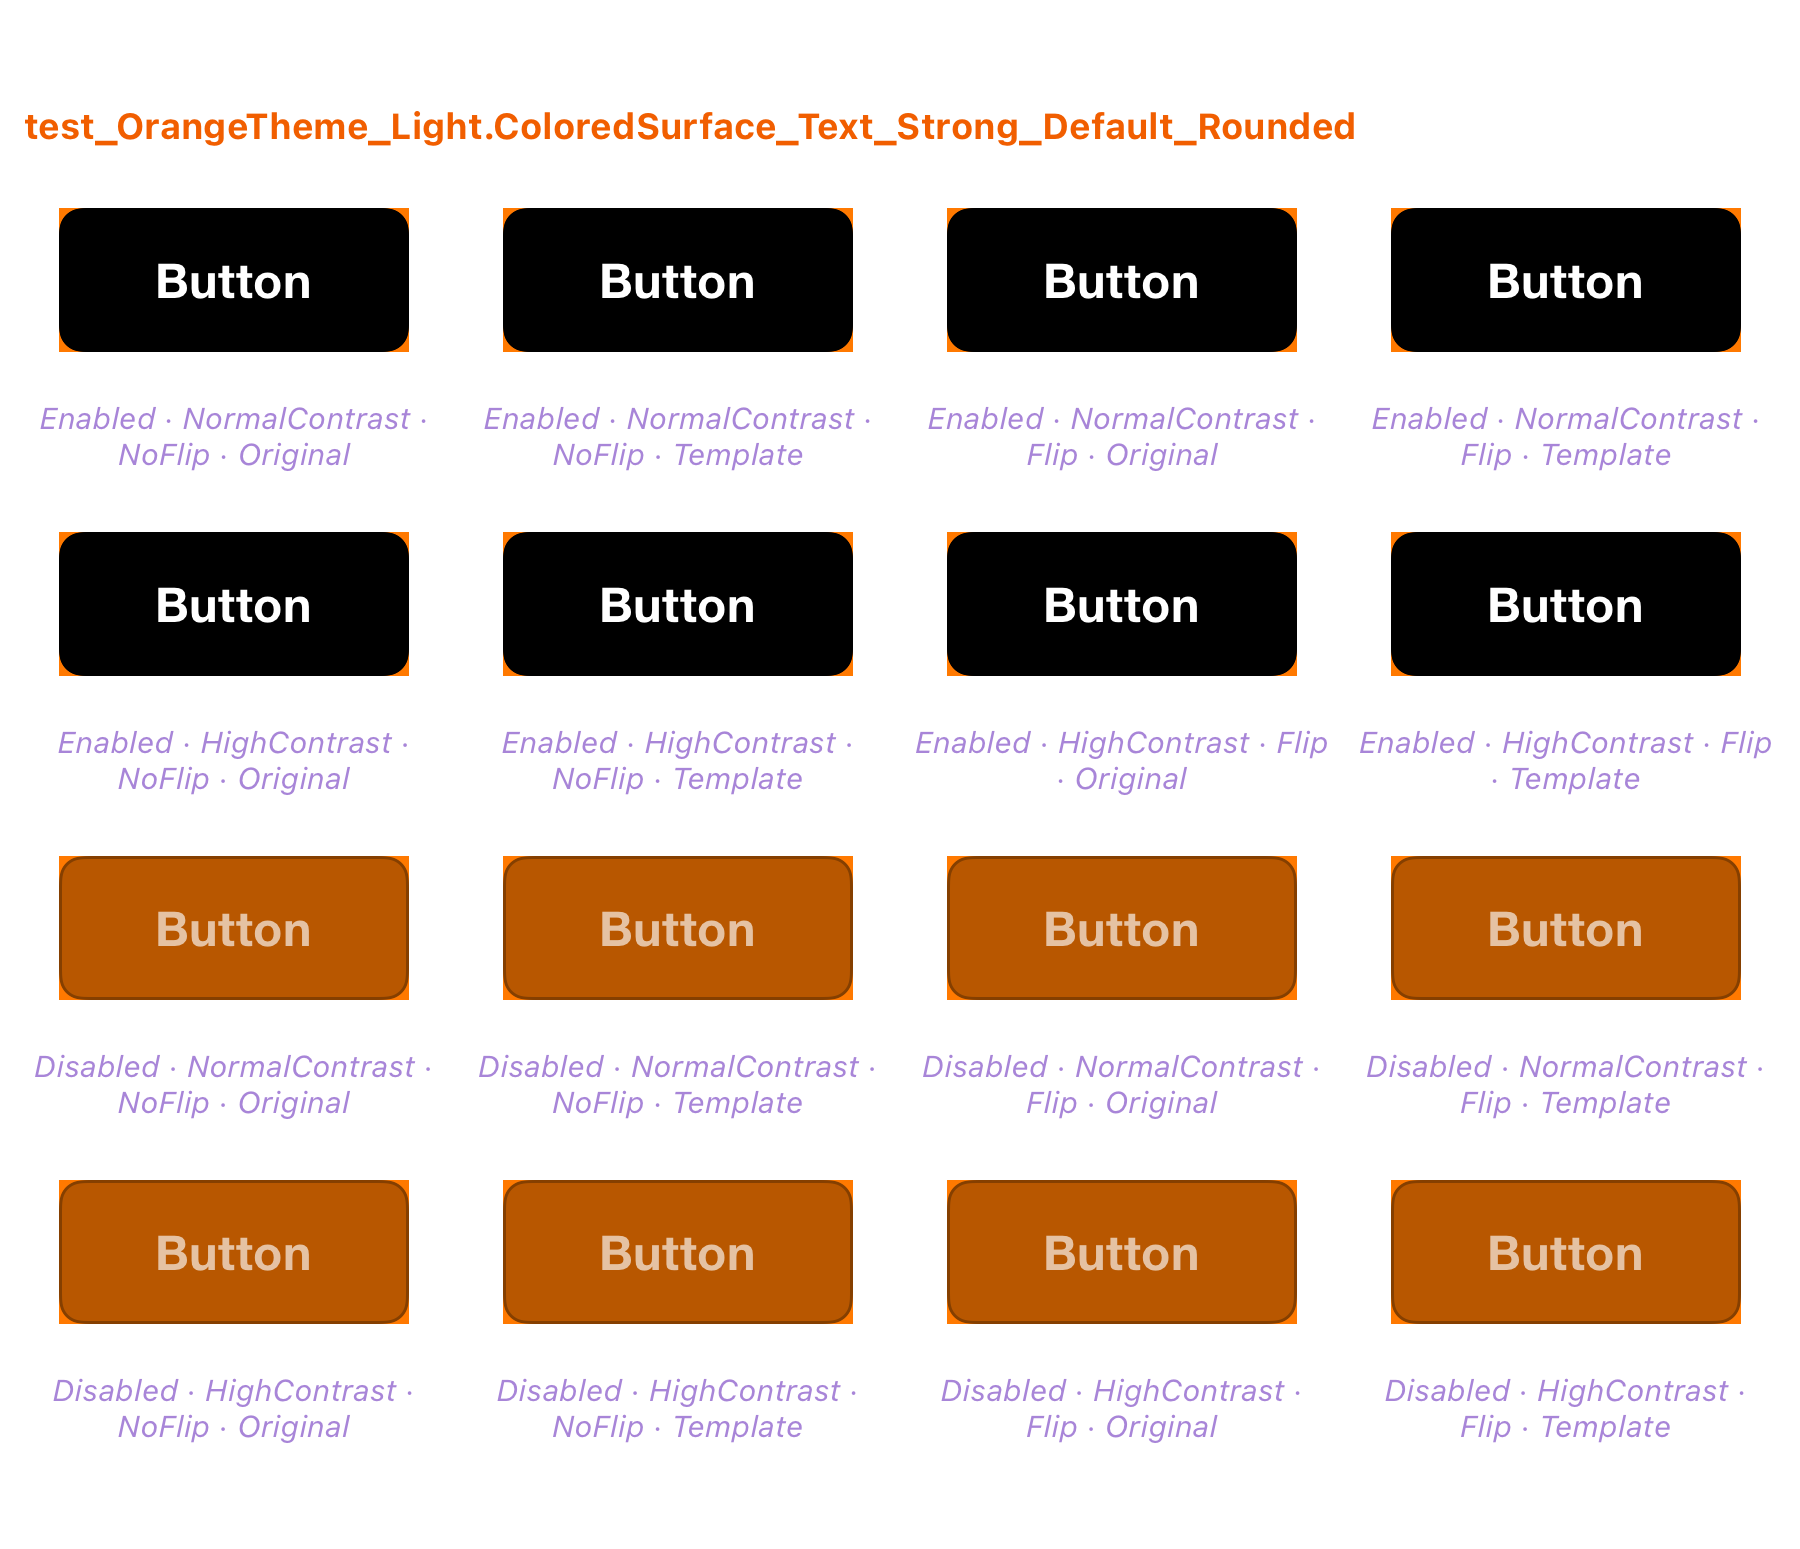 test_OrangeTheme_Light.ColoredSurface_Text_Strong_Default_Rounded
Button Button Button Button
Enabled · NormalContrast · Enabled · NormalContrast · Enabled · NormalContrast · Enabled · NormalContrast ·
NoFlip · Original NoFlip · Template Flip · Original Flip · Template
Button Button Button Button
Enabled · HighContrast · Enabled · HighContrast · Enabled · HighContrast · Flip Enabled · HighContrast · Flip
NoFlip · Original NoFlip · Template · Original · Template
Button Button Button Button
Disabled · NormalContrast · Disabled · NormalContrast · Disabled · NormalContrast · Disabled · NormalContrast ·
NoFlip · Original NoFlip · Template Flip · Original Flip · Template
Button Button Button Button
Disabled · HighContrast · Disabled · HighContrast · Disabled · HighContrast · Disabled · HighContrast ·
NoFlip · Original NoFlip · Template Flip · Original Flip · Template